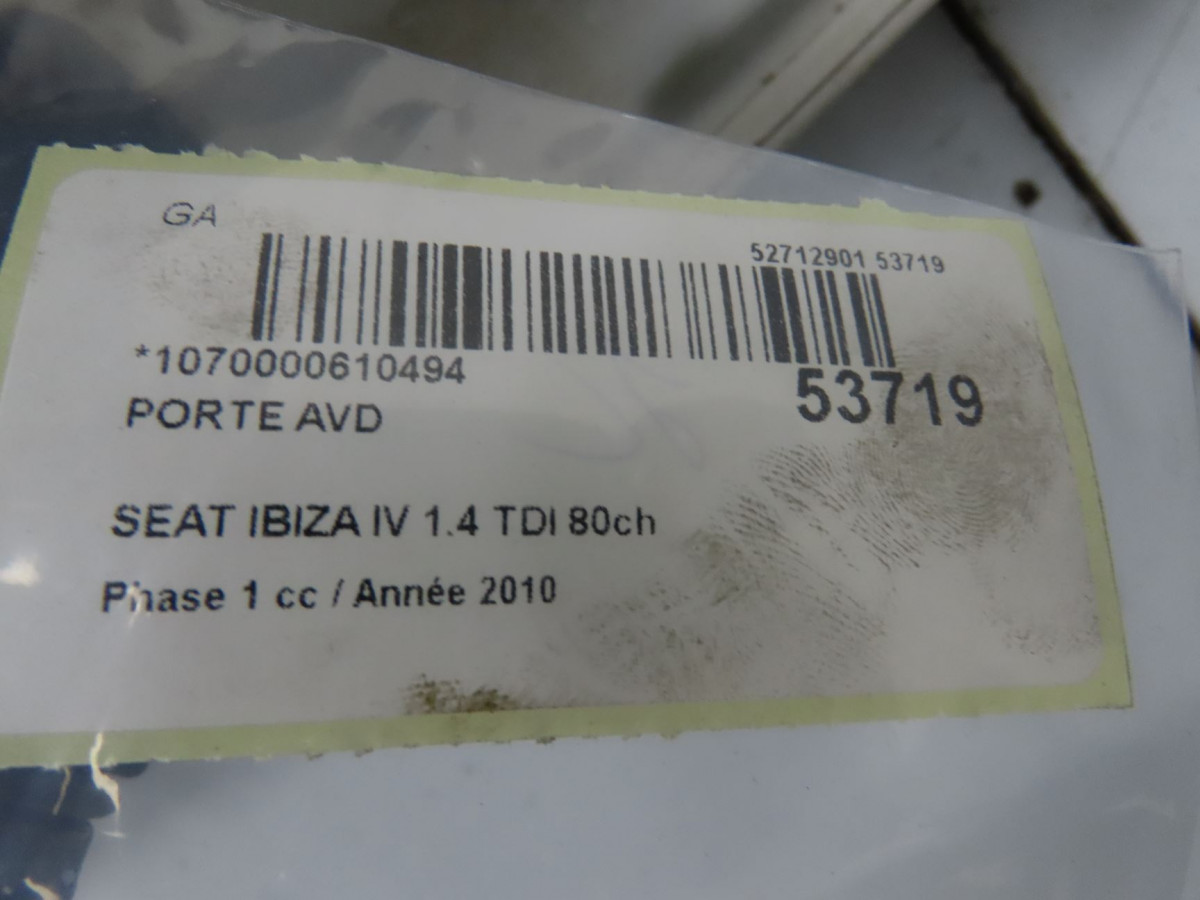 GA
52712901 53719
*1070000610494
53719
PORTE AVD
SEAT IBIZA IV 1.4 TDI 80ch
Phase 1 cc / Année 2010